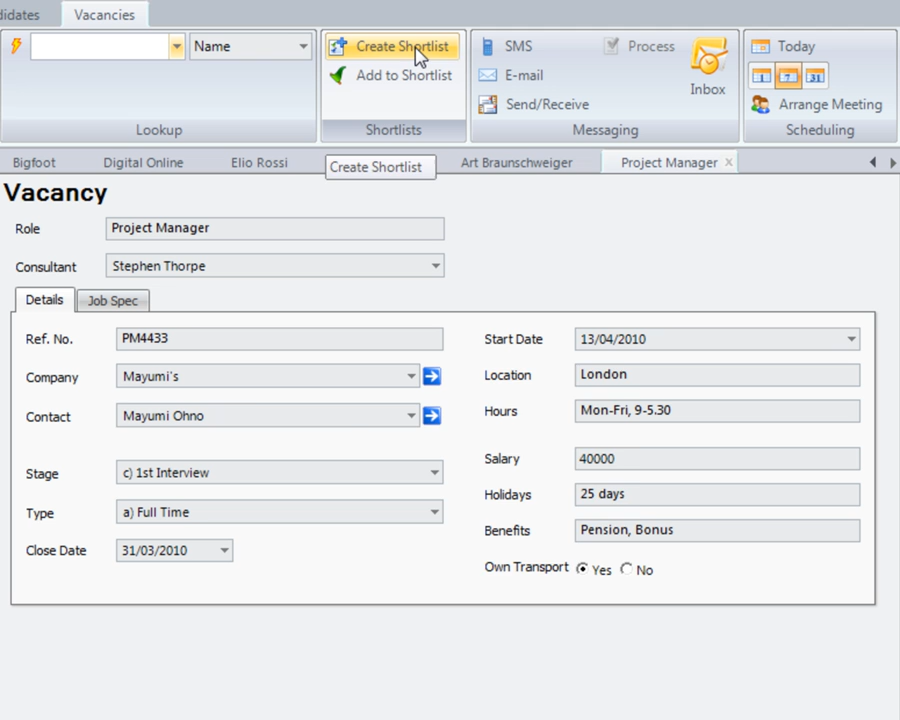 didates Vacancies
Name Create Shortlist SMS Process Today
Add to Shortlist E-mail 1 7 31
Inbox
Send/Receive Arrange Meeting
Lookup Shortlists Messaging Scheduling
Bigfoot Digital Online Elio Rossi Create Shortlist Art Braunschweiger Project Manager x
Vacancy
Role Project Manager
Consultant Stephen Thorpe
Details Job Spec
Ref. No. PM4433 Start Date 13/04/2010
Company Mayumi's Location London
Contact Mayumi Ohno Hours Mon-Fri, 9-5.30
Salary 40000
Stage c) 1st Interview
Holidays 25 days
Type a) Full Time
Benefits Pension, Bonus
Close Date 31/03/2010
Own Transport Yes No